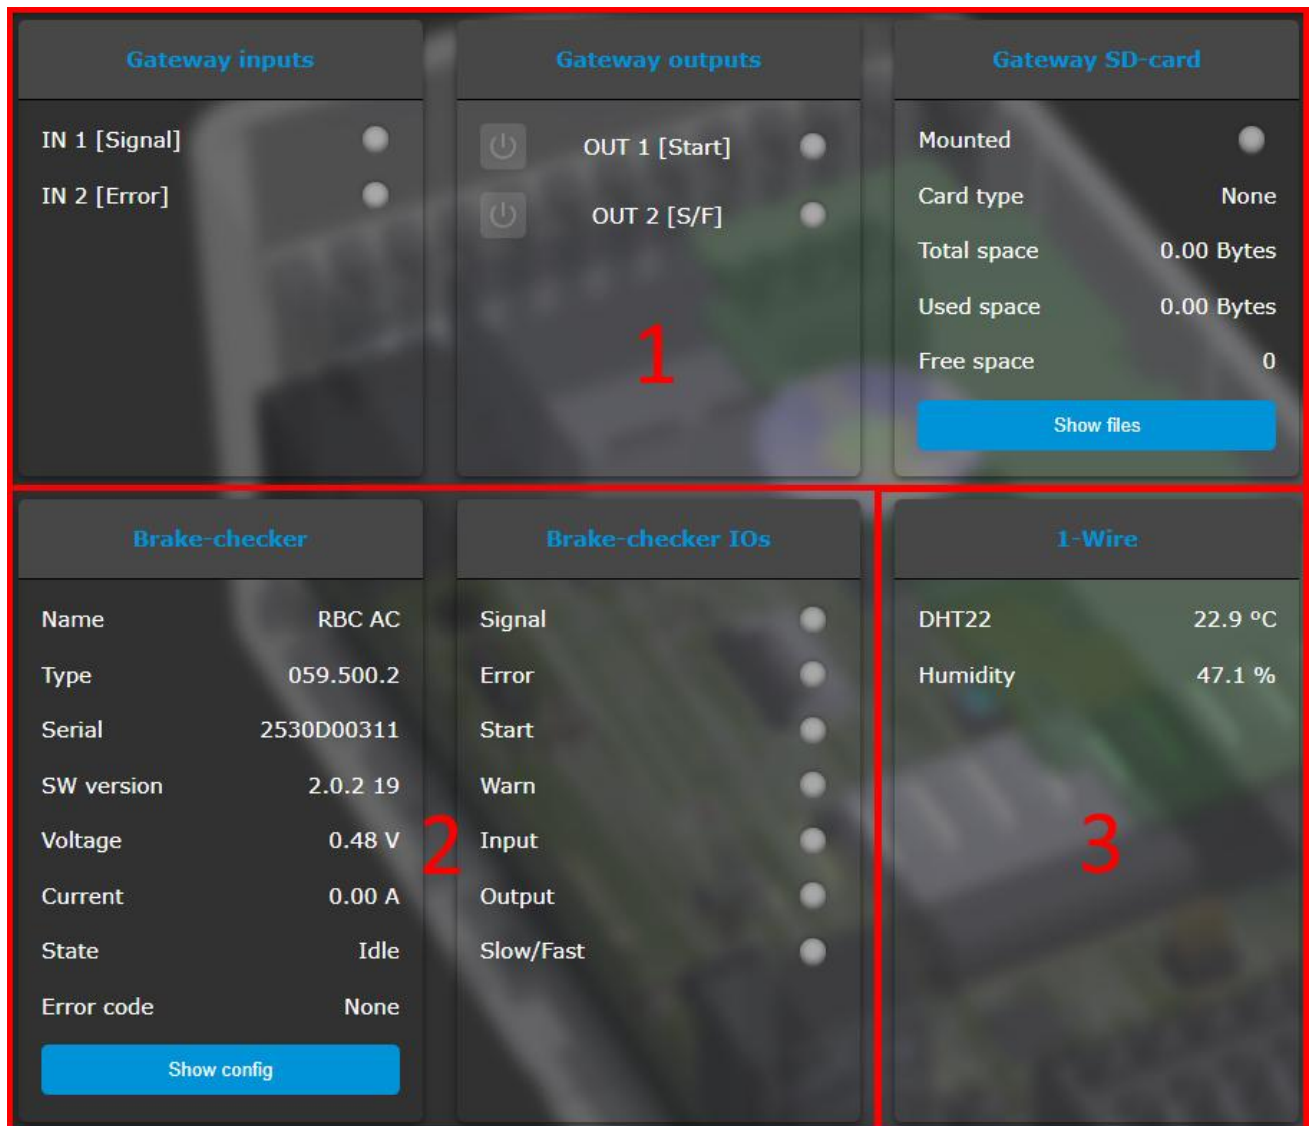 Gateway inputs
IN 1 [Signal]
IN 2 [Error]
Gateway outputs
OUT 1 [Start]
OUT 2 [S/F]
1
Gateway SD-card
Mounted
Card type None
Total space 0.00 Bytes
Used space 0.00 Bytes
Free space 0
Show files
Brake-checker
Name RBC AC
Type 059.500.2
Serial 2530D00311
SW version 2.0.2 19
Voltage 0.48 V
Current 0.00 A
State Idle
Error code None
Show config
2
Brake-checker IOs
Signal
Error
Start
Warn
Input
Output
Slow/Fast
1-Wire
DHT22 22.9 ºC
Humidity 47.1 %
3